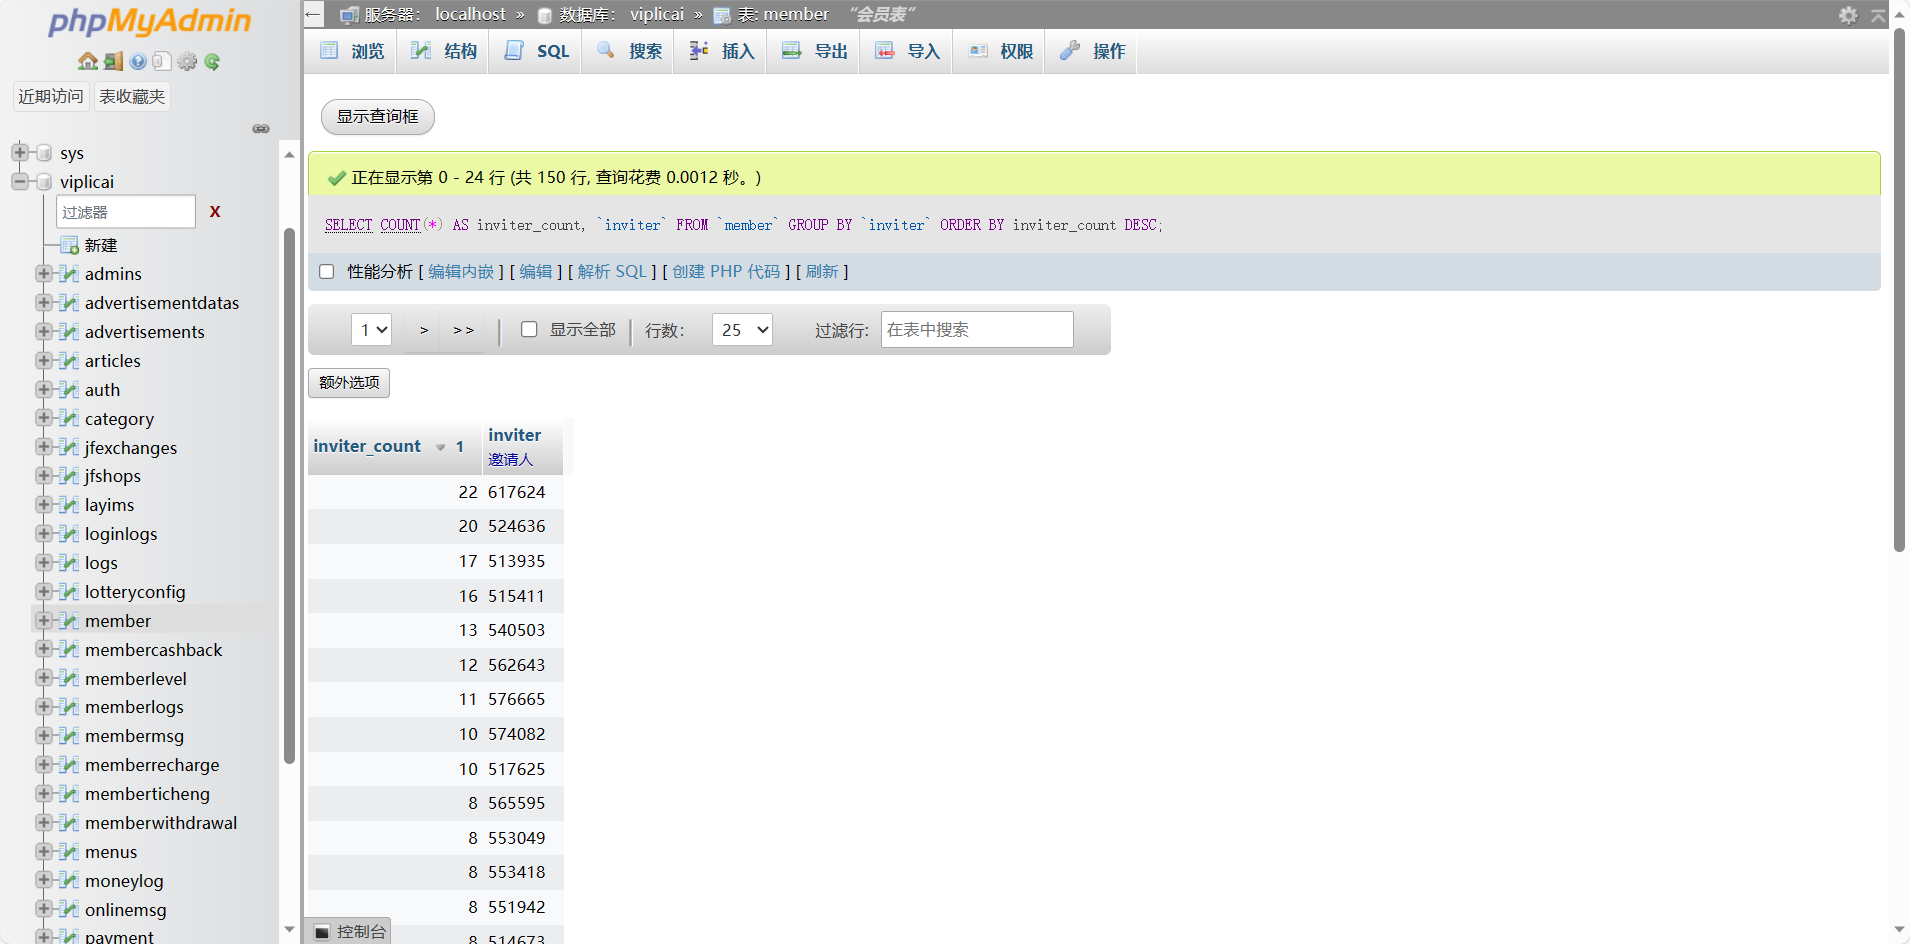 phpMyAdmin
近期访问 表收藏夹
sys
viplicai
过滤器 X
新建
admins
advertisementdatas
advertisements
articles
auth
category
jfexchanges
jfshops
layims
loginlogs
logs
lotteryconfig
member
membercashback
memberlevel
memberlogs
membermsg
memberrecharge
memberticheng
memberwithdrawal
menus
moneylog
onlinemsg
payment
← 服务器： localhost » 数据库： viplicai » 表: member “会员表”
浏览 结构 SQL 搜索 插入 导出 导入 权限 操作
显示查询框
正在显示第 0 - 24 行 (共 150 行, 查询花费 0.0012 秒。)
SELECT COUNT(*) AS inviter_count, `inviter` FROM `member` GROUP BY `inviter` ORDER BY inviter_count DESC;
性能分析 [ 编辑内嵌 ] [ 编辑 ] [ 解析 SQL ] [ 创建 PHP 代码 ] [ 刷新 ]
1 > >> | 显示全部 | 行数： 25 过滤行: 在表中搜索
额外选项
inviter_count 1 inviter
邀请人
22 617624
20 524636
17 513935
16 515411
13 540503
12 562643
11 576665
10 574082
10 517625
8 565595
8 553049
8 553418
8 551942
8 514673
控制台